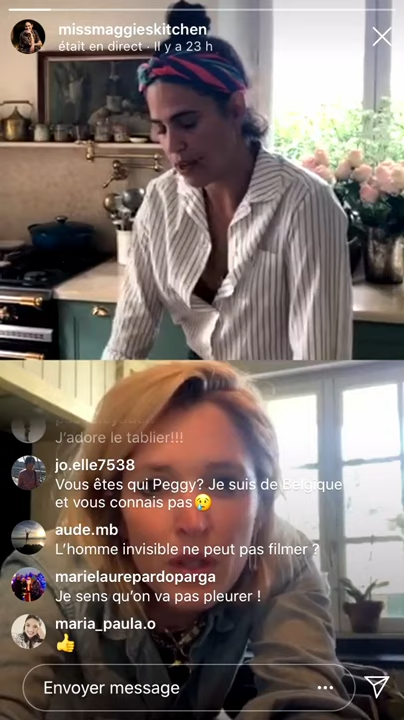 missmaggieskitchen
était en direct · Il y a 23 h
J'adore le tablier!!!
jo.elle7538
Vous êtes qui Peggy? Je suis de Belgique
et vous connais pas😢
aude.mb
L'homme invisible ne peut pas filmer ?
marielaurepardoparga
Je sens qu'on va pas pleurer !
maria_paula.o
👍
Envoyer message